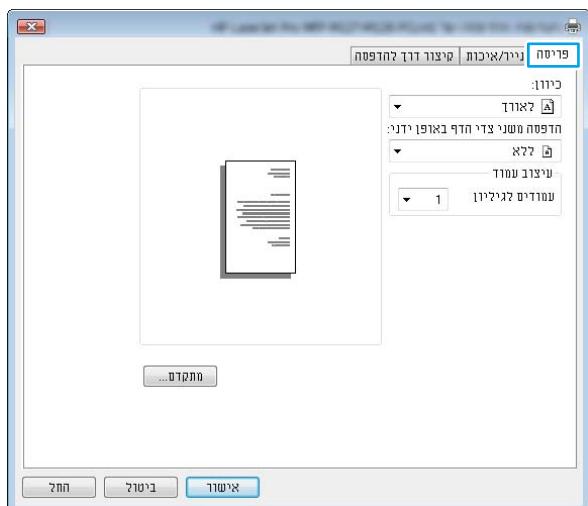 פריסה
נייר/איכות
קיצור דרך להדפסה
כיוון:
לאורך
הדפסה משני צדי הדף באופן ידני:
ללא
עיצוב עמוד
עמודים לגיליון 1
מתקדם...
אישור ביטול החל